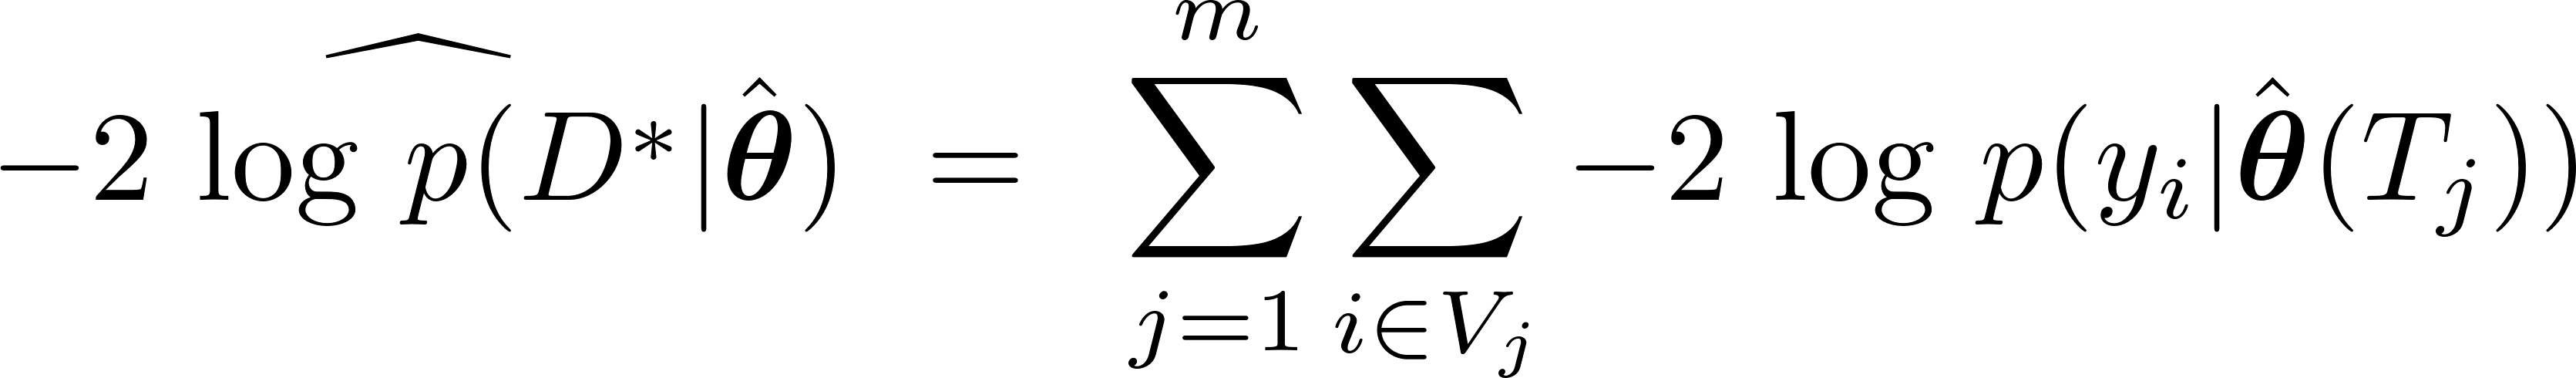 $-2 \widehat{\log p(D^*|\hat{\boldsymbol{\theta}})} = \sum_{j=1}^{m} \sum_{i \in V_j} -2 \log p(y_i|\hat{\boldsymbol{\theta}}(T_j))$